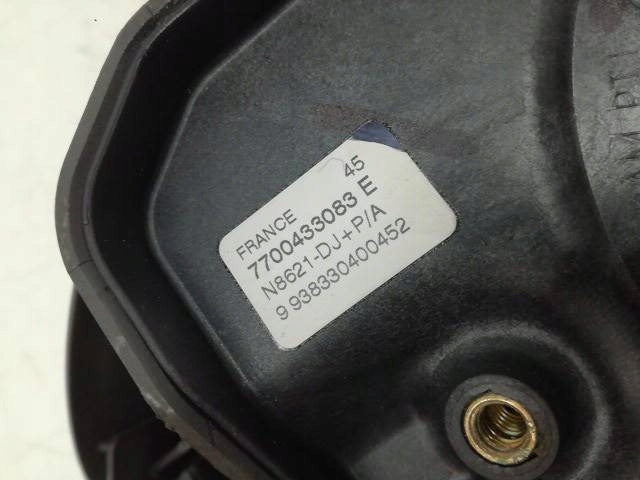 FRANCE 45
7700433083 E
N8621-DJ+P/A
9 938330400452